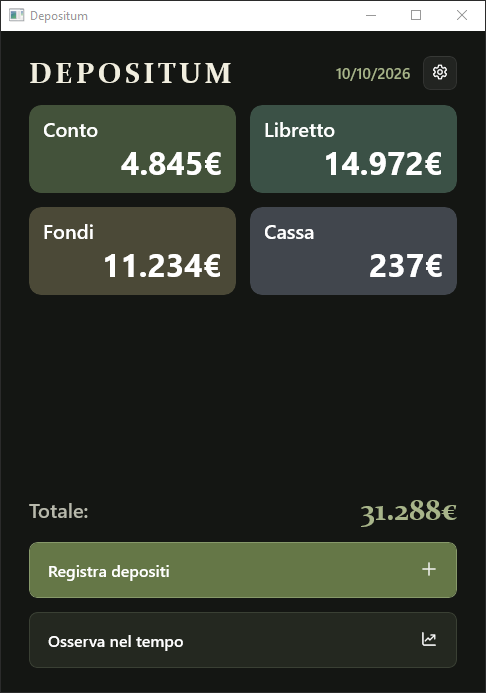 Depositum
DEPOSITUM 10/10/2026
Conto
4.845€
Libretto
14.972€
Fondi
11.234€
Cassa
237€
Totale: 31.288€
Registra depositi
Osserva nel tempo